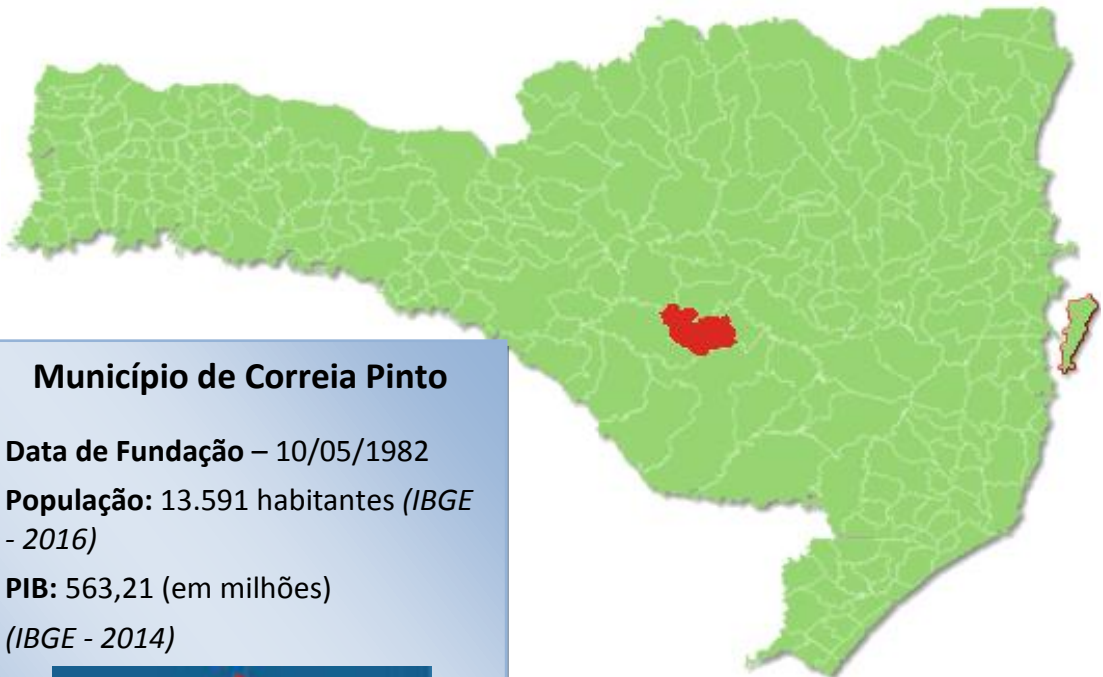 Município de Correia Pinto
Data de Fundação – 10/05/1982
População: 13.591 habitantes (IBGE
- 2016)
PIB: 563,21 (em milhões)
(IBGE - 2014)